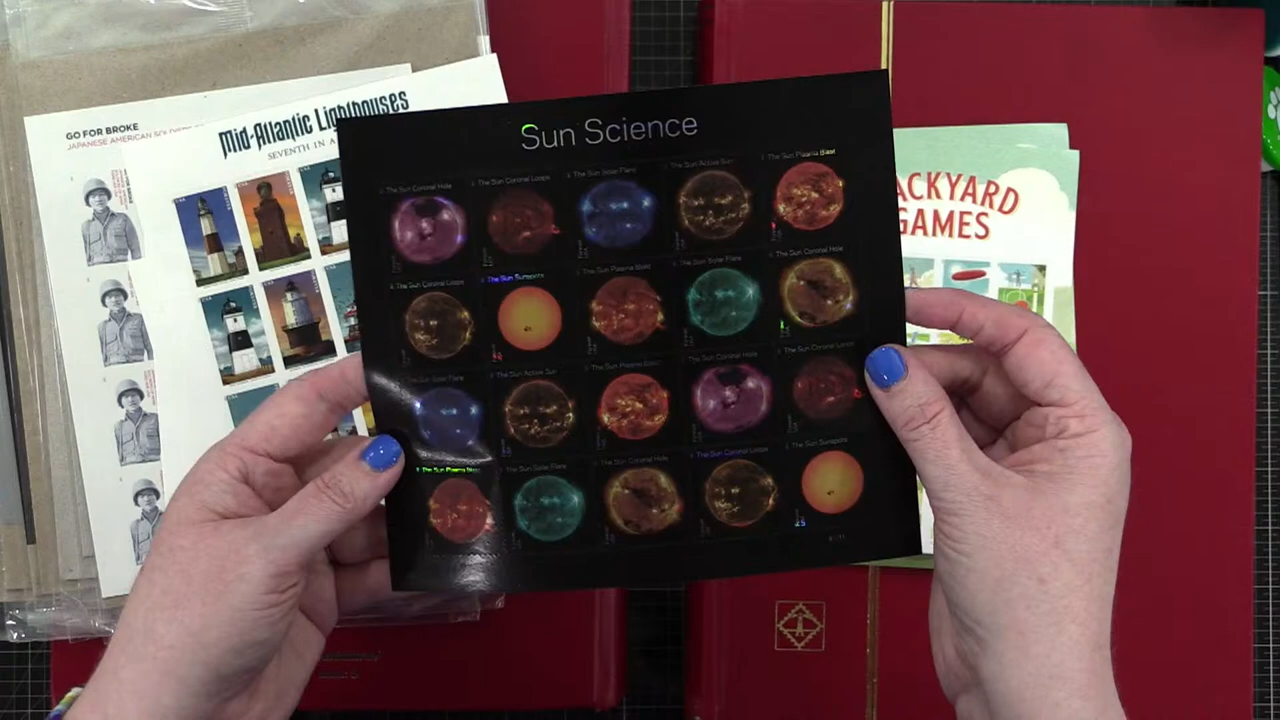 GO FOR BROKE
JAPANESE AMERICAN
Mid-Atlantic Lighthouses
SEVENTH IN A
Sun Science
The Sun Coronal Hole
The Sun Coronal Loops
The Sun Solar Flare
The Sun Active Sun
The Sun Plasma Blast
The Sun Coronal Loops
The Sun Sunspots
The Sun Plasma Blast
The Sun Solar Flare
The Sun Coronal Hole
Solar Flare
The Sun Active Sun
The Sun Plasma Blast
The Sun Coronal Hole
The Sun Coronal Loops
The Sun Plasma Blast
The Sun Solar Flare
The Sun Coronal Hole
The Sun Coronal Loops
The Sun Sunspots
ACKYARD
GAMES